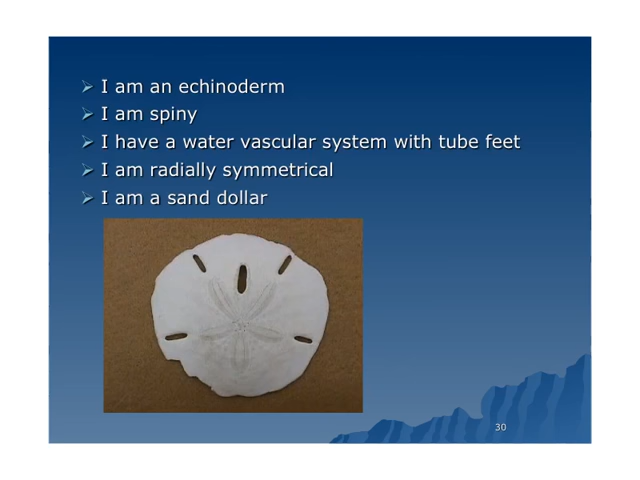 I am an echinoderm
I am spiny
I have a water vascular system with tube feet
I am radially symmetrical
I am a sand dollar
30